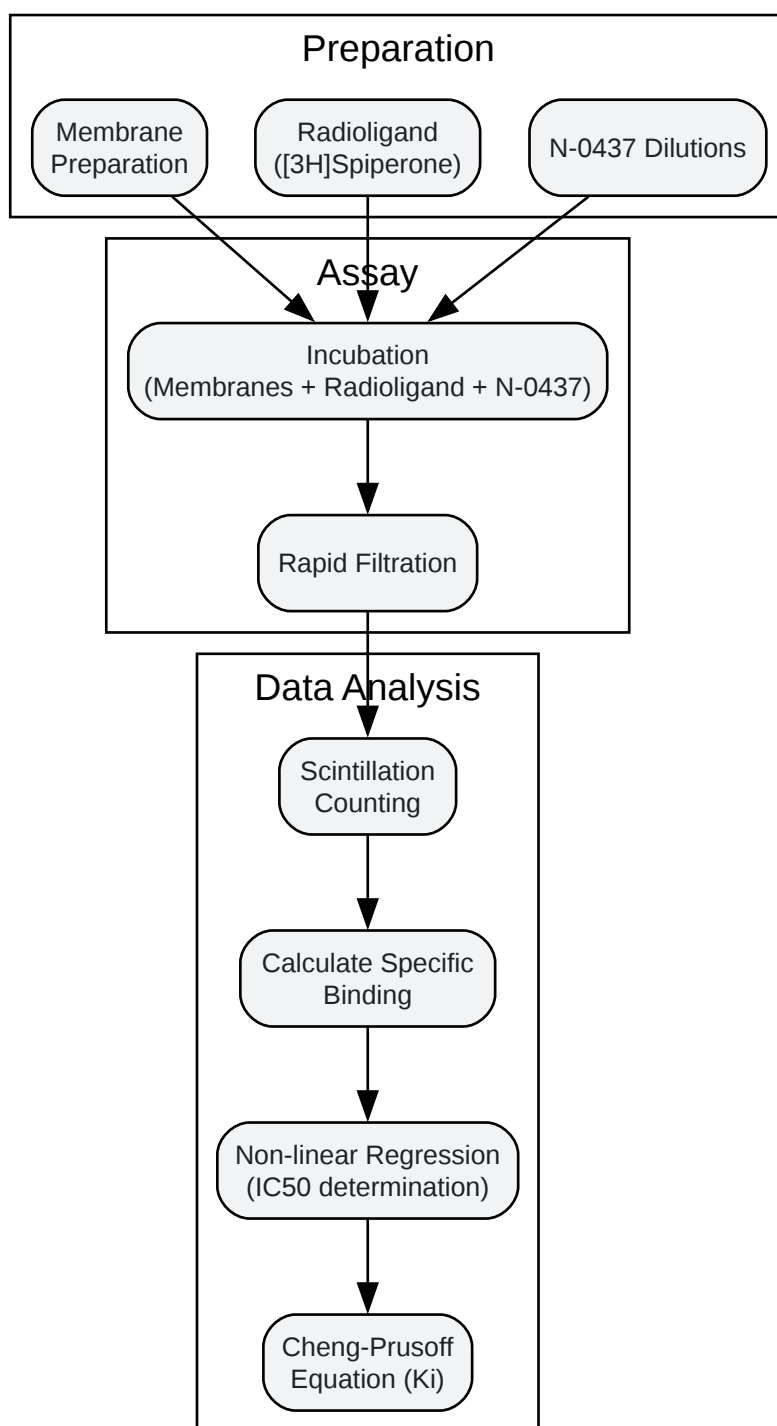 Preparation
Membrane
Preparation
Radioligand
([3H]Spiperone)
N-0437 Dilutions
Assay
Incubation
(Membranes + Radioligand + N-0437)
Rapid Filtration
Data Analysis
Scintillation
Counting
Calculate Specific
Binding
Non-linear Regression
(IC50 determination)
Cheng-Prusoff
Equation (Ki)